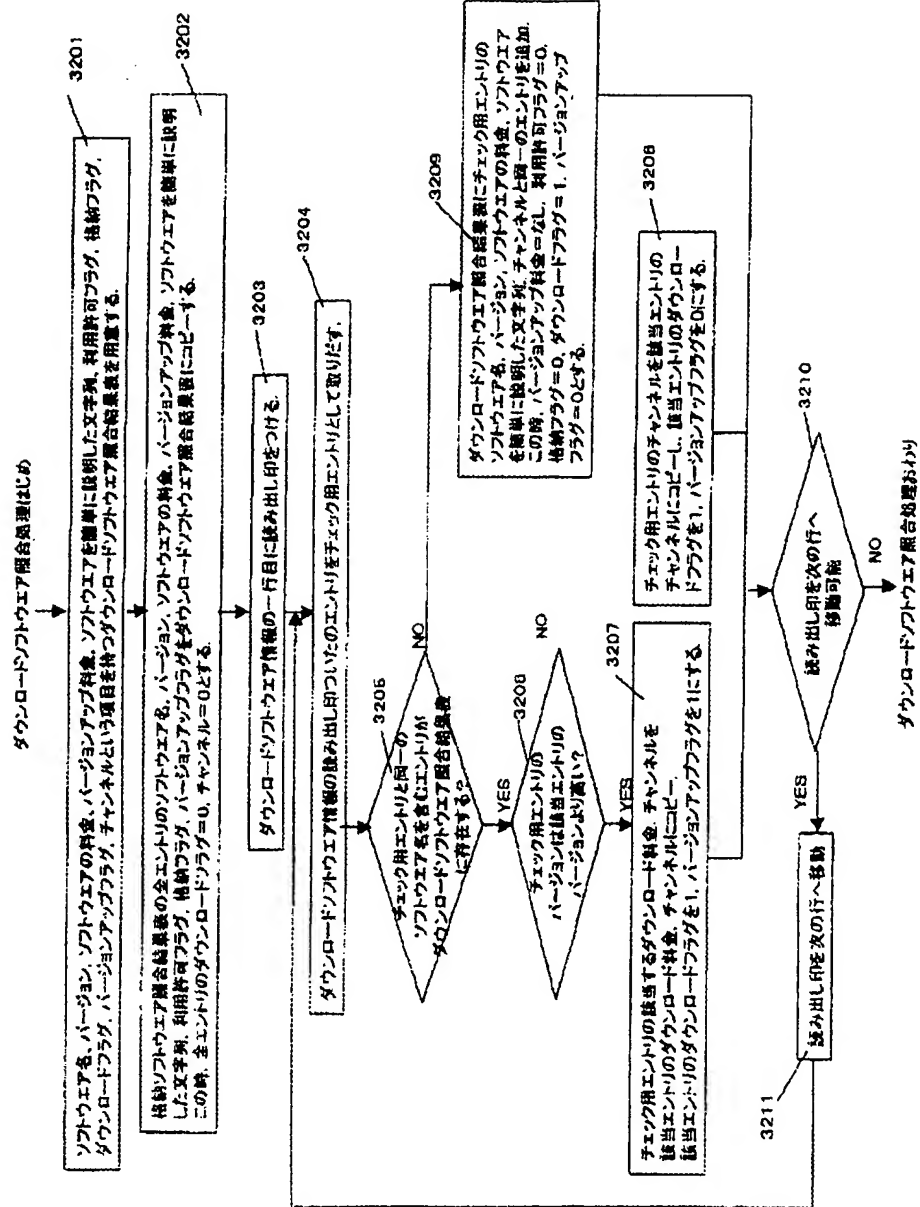 ダウンロードソフトウエア照合処理はじめ
3201
ソフトウエア名、バージョン、ソフトウエアの料金、バージョンアップ料金、ソフトウエアを簡単に説明した文字列、利用許可フラグ、格納フラグ、
ダウンロードフラグ、バージョンアップフラグ、チャンネルという項目を持つダウンロードソフトウエア照合結果表を用意する。
3202
格納ソフトウエア照合結果表の全エントリのソフトウエア名、バージョン、ソフトウエアの料金、バージョンアップ料金、ソフトウエアを簡単に説明
した文字列、利用許可フラグ、格納フラグ、バージョンアップフラグをダウンロードソフトウエア照合結果表にコピーする。
この時、全エントリのダウンロードフラグ=0、チャンネル=0とする。
3203
ダウンロードソフトウエア情報の一行目に読み出し印をつける。
3204
ダウンロードソフトウエア情報の読み出し印ついたのエントリをチェック用エントリとして取りだす。
3205
チェック用エントリと同一の
ソフトウエア名を含むエントリが
ダウンロードソフトウエア照合結果表
に存在する?
NO
YES
3209
ダウンロードソフトウエア照合結果表にチェック用エントリの
ソフトウエア名、バージョン、ソフトウエアの料金、ソフトウエア
を簡単に説明した文字列、チャンネルと同一のエントリを追加。
この時、バージョンアップ料金=なし、利用許可フラグ=0、
格納フラグ=0、ダウンロードフラグ=1、バージョンアップ
フラグ=0とする。
3206
チェック用エントリの
バージョンは該当エントリの
バージョンより高い?
NO
YES
3207
チェック用エントリの該当するダウンロード料金、チャンネルを
該当エントリのダウンロード料金、チャンネルにコピー。
該当エントリのダウンロードフラグを1、バージョンアップフラグを1にする。
3208
チェック用エントリのチャンネルを該当エントリの
チャンネルにコピーし、該当エントリのダウンロー
ドフラグを1、バージョンアップフラグを0にする。
3210
読み出し印を次の行へ
移動可能
YES
NO
3211
読み出し印を次の行へ移動
ダウンロードソフトウエア照合処理おわり